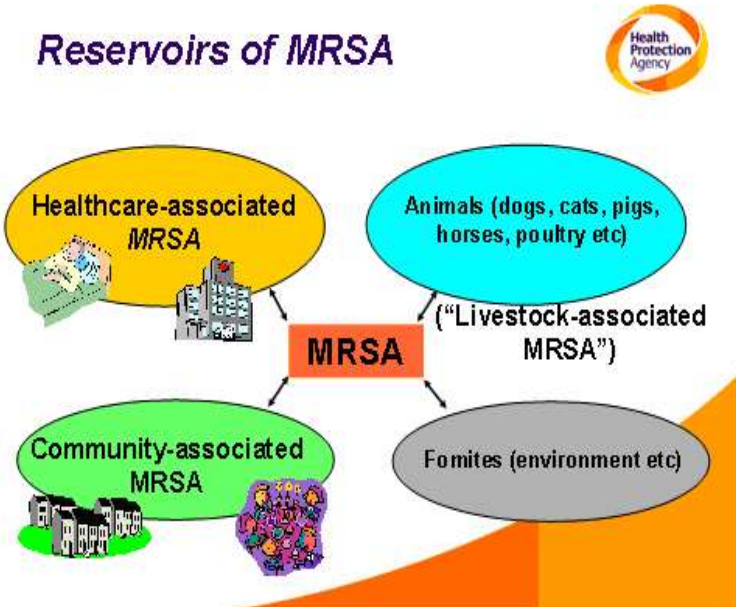 Reservoirs of MRSA
Health
Protection
Agency
Healthcare-associated
MRSA
Animals (dogs, cats, pigs,
horses, poultry etc)
("Livestock-associated
MRSA")
MRSA
Community-associated
MRSA
Fomites (environment etc)